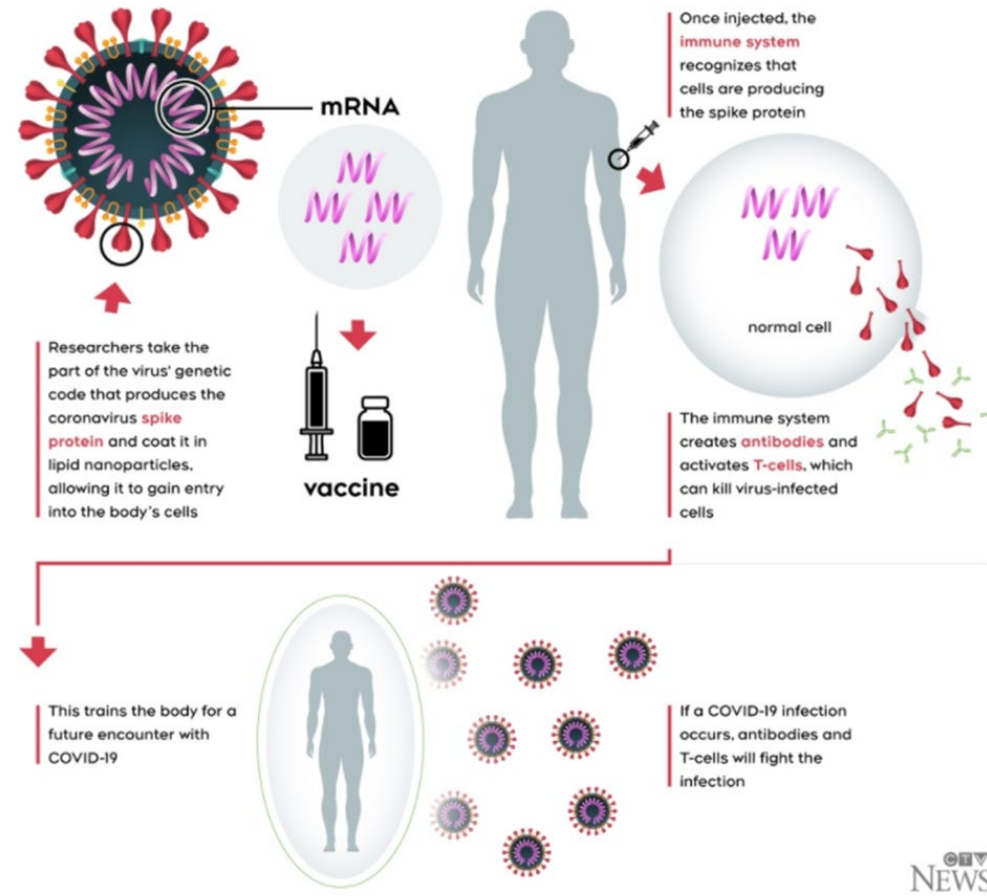 mRNA
Researchers take the
part of the virus' genetic
code that produces the
coronavirus spike
protein and coat it in
lipid nanoparticles,
allowing it to gain entry
into the body's cells
vaccine
Once injected, the
immune system
recognizes that
cells are producing
the spike protein
normal cell
The immune system
creates antibodies and
activates T-cells, which
can kill virus-infected
cells
This trains the body for a
future encounter with
COVID-19
If a COVID-19 infection
occurs, antibodies and
T-cells will fight the
infection
CTV
NEWS